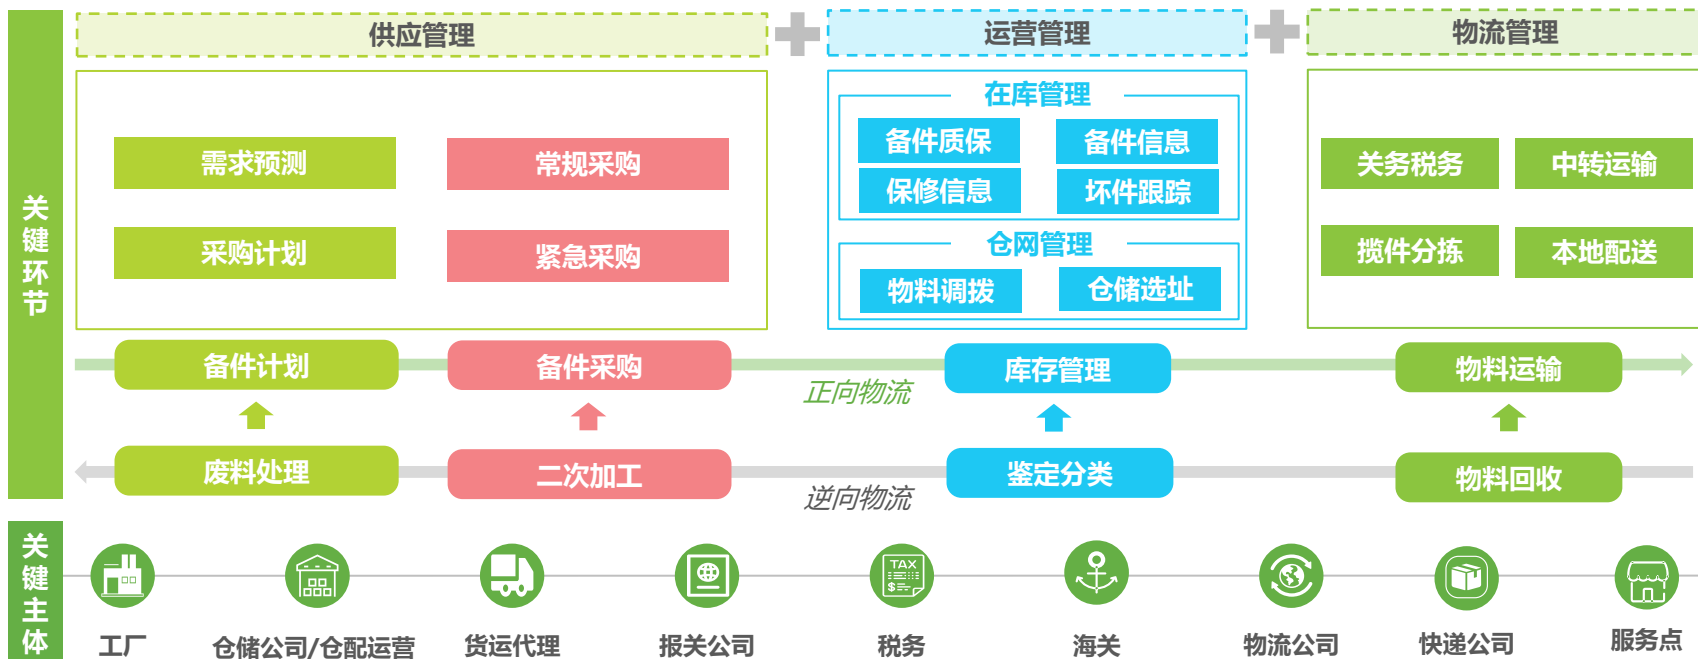 供应管理
运营管理
物流管理
关键环节
需求预测
常规采购
采购计划
紧急采购
在库管理
备件质保
备件信息
保修信息
坏件跟踪
仓网管理
物料调拨
仓储选址
关务税务
中转运输
揽件分拣
本地配送
备件计划
备件采购
正向物流
库存管理
物料运输
废料处理
二次加工
逆向物流
鉴定分类
物料回收
关键主体
TAX
$
工厂
仓储公司/仓配运营
货运代理
报关公司
税务
海关
物流公司
快递公司
服务点